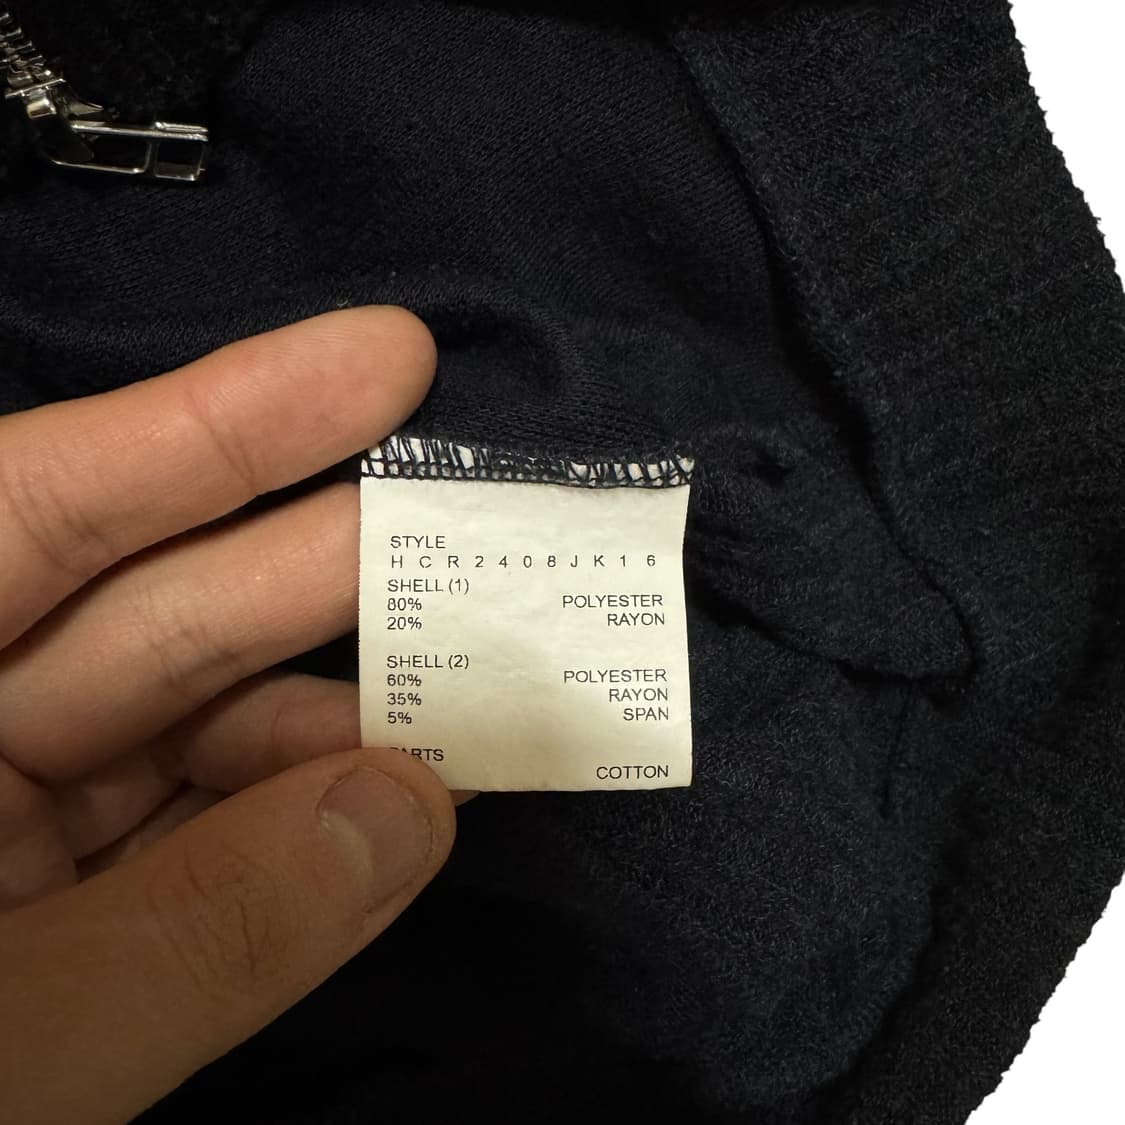 STYLE
H C R 2 4 0 8 J K 1 6
SHELL (1)
80% POLYESTER
20% RAYON
SHELL (2)
60% POLYESTER
35% RAYON
5% SPAN
COTTON